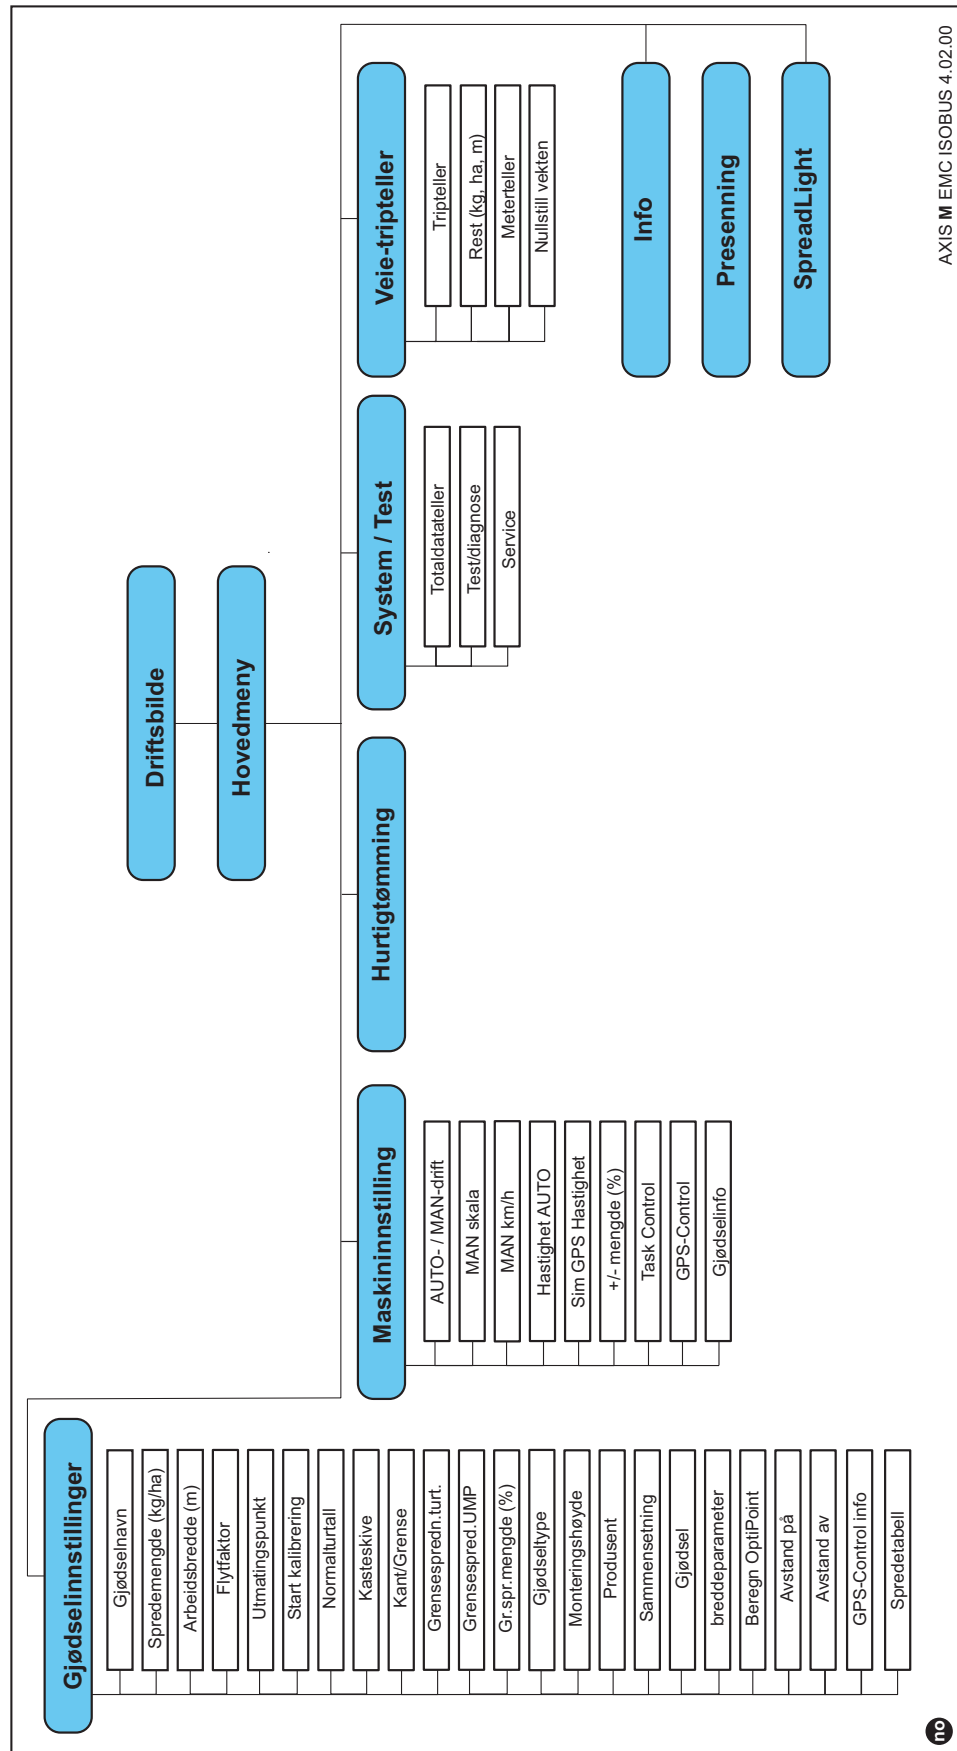 Driftsbilde
Hovedmeny
Gjødselinnstillinger
Gjødselnavn
Spredemengde (kg/ha)
Arbeidsbredde (m)
Flytfaktor
Utmatingspunkt
Start kalibrering
Normalturtall
Kasteskive
Kant/Grense
Grensespredn.turt.
Grensespred.UMP
Gr.spr.mengde (%)
Gjødseltype
Monteringshøyde
Produsent
Sammensetning
Gjødsel
breddeparameter
Beregn OptiPoint
Avstand på
Avstand av
GPS-Control info
Spredetabell
Maskininnstilling
AUTO- / MAN-drift
MAN skala
MAN km/h
Hastighet AUTO
Sim GPS Hastighet
+/- mengde (%)
Task Control
GPS-Control
Gjødselinfo
Hurtigtømming
System / Test
Totaldatateller
Test/diagnose
Service
Veie-tripteller
Tripteller
Rest (kg, ha, m)
Meterteller
Nullstill vekten
Info
Presenning
SpreadLight
no
AXIS M EMC ISOBUS 4.02.00